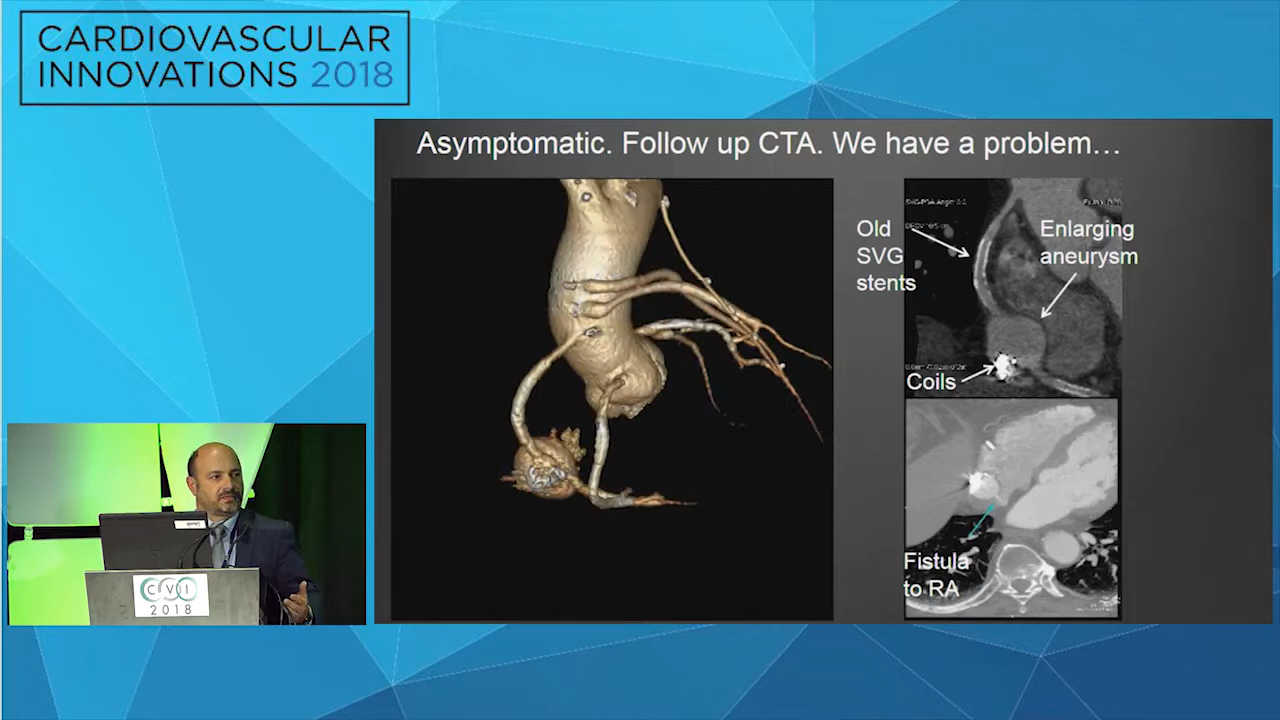 CARDIOVASCULAR
INNOVATIONS 2018
Asymptomatic. Follow up CTA. We have a problem…
Old
SVG
stents
Enlarging
aneurysm
Coils
Fistula
to RA
CVI
2018